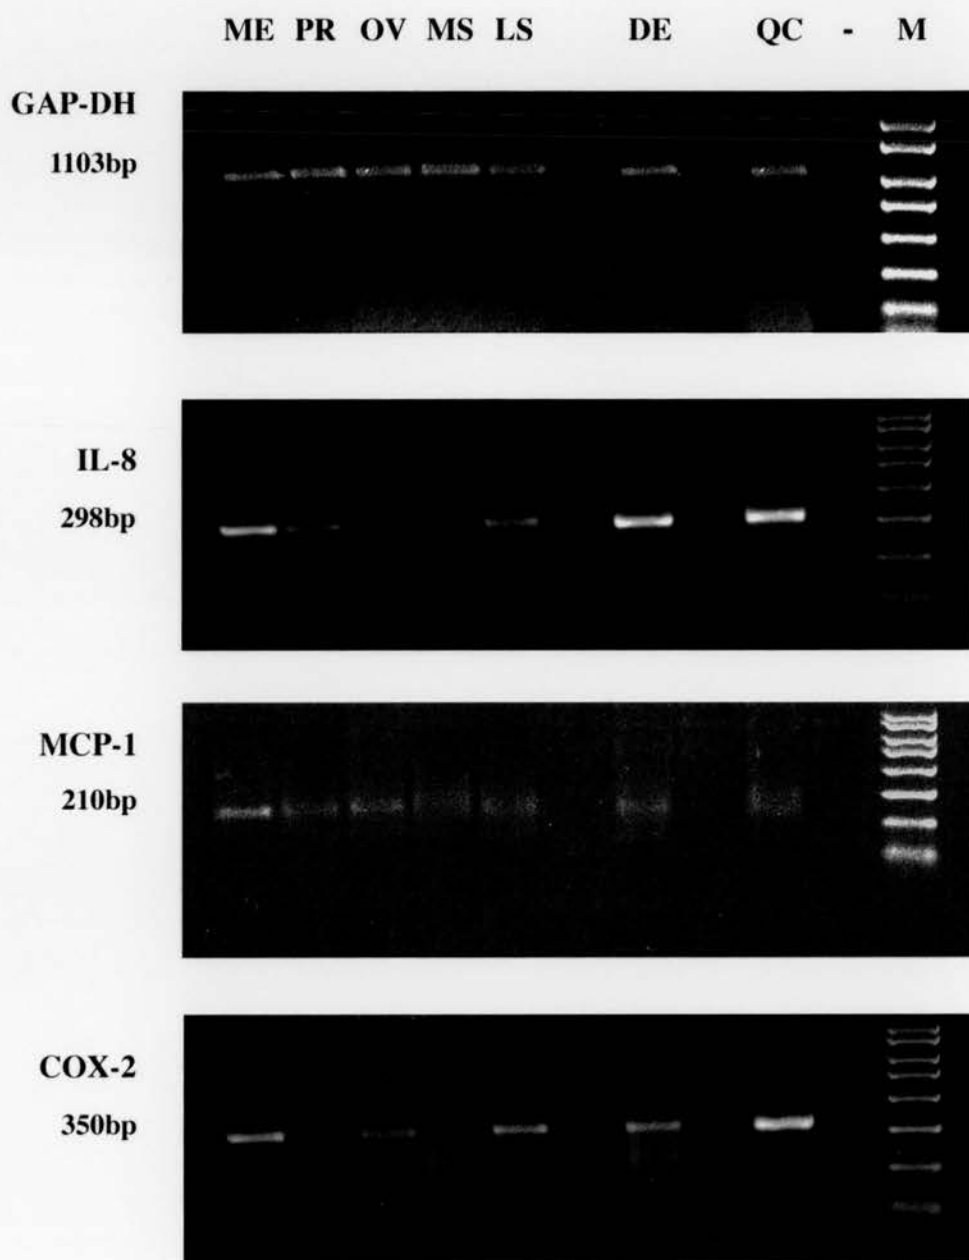 ME PR OV MS LS DE QC - M
GAP-DH
1103bp
IL-8
298bp
MCP-1
210bp
COX-2
350bp